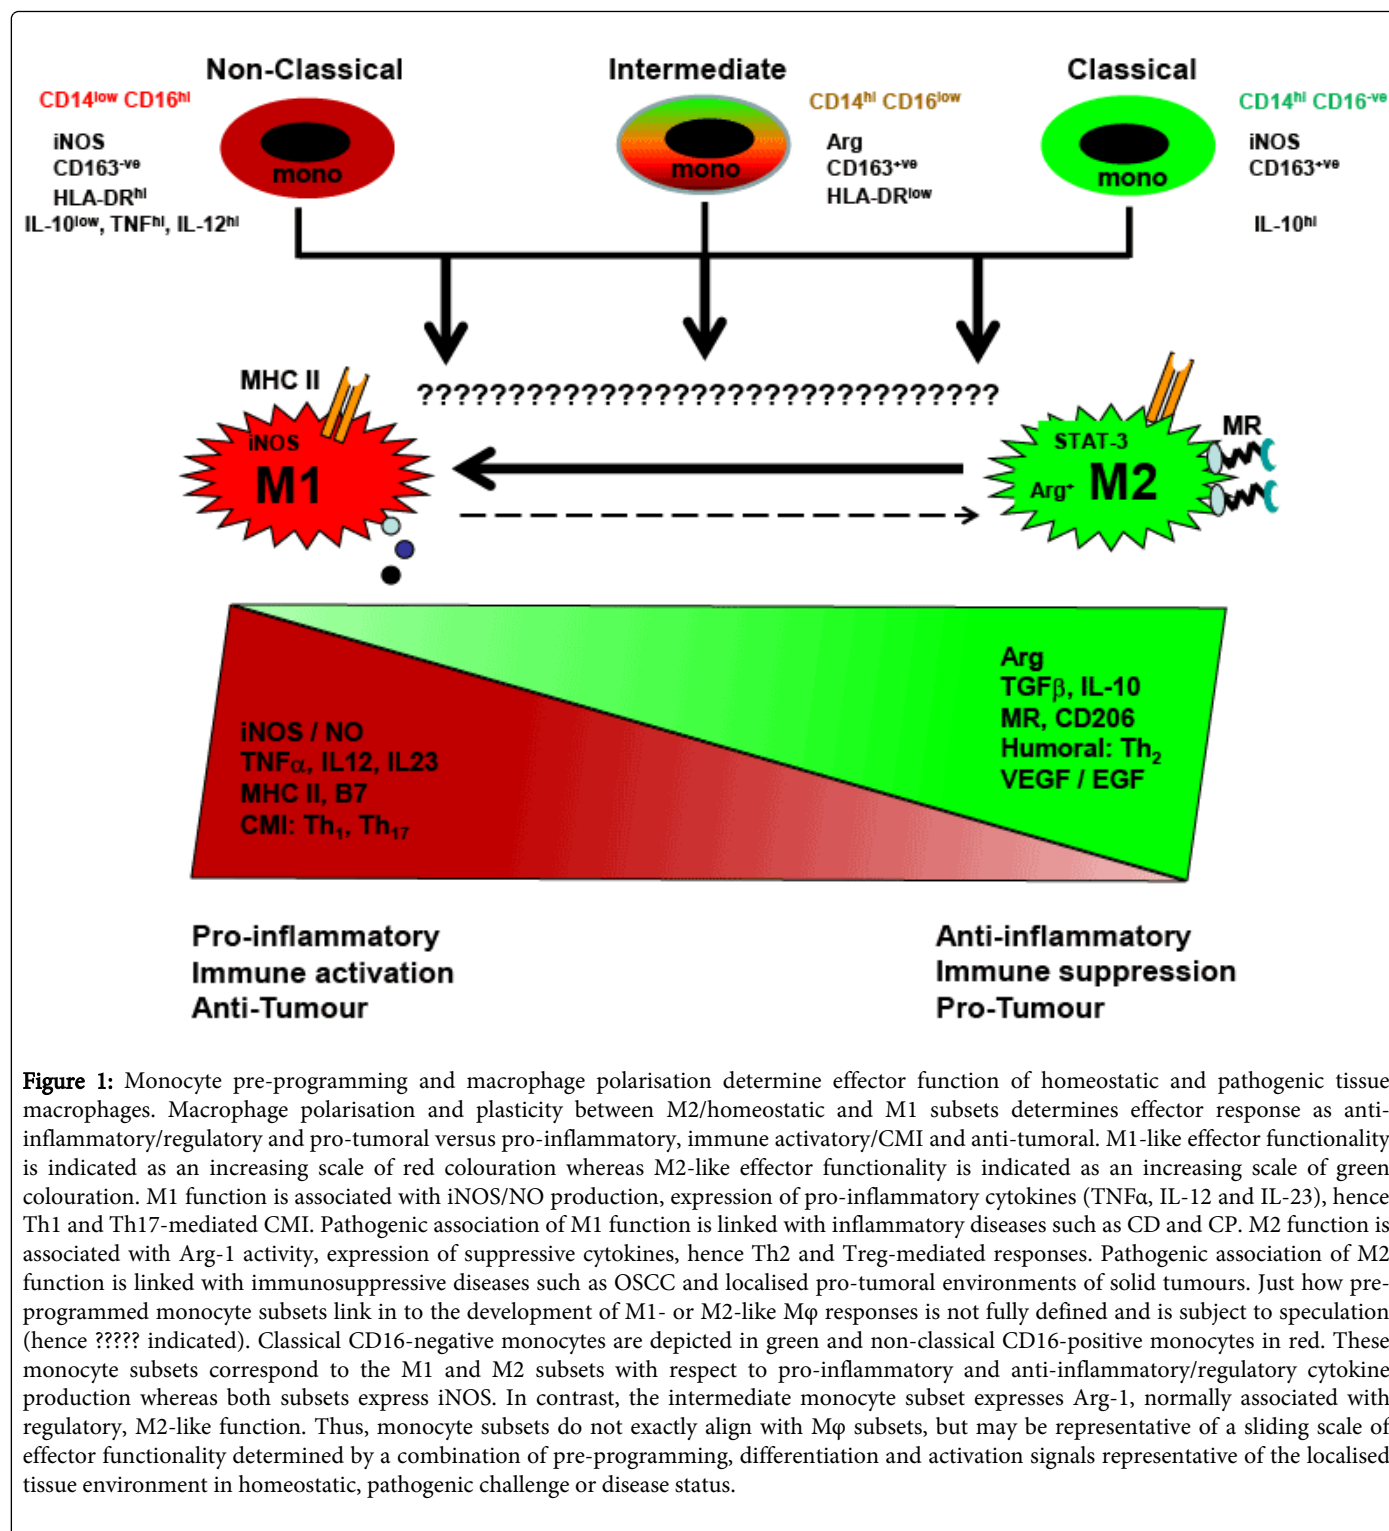 Non-Classical
Intermediate
Classical
CD14low CD16hi
CD14hi CD16low
CD14hi CD16-ve
iNOS
CD163-ve
HLA-DRhi
IL-10low, TNFhi, IL-12hi
mono
mono
mono
Arg
CD163+ve
HLA-DRlow
iNOS
CD163+ve
IL-10hi
MHC II
????????????????????????????????
iNOS
M1
STAT-3
Arg+ M2
MR
iNOS / NO
TNFα, IL12, IL23
MHC II, B7
CMI: Th1, Th17
Arg
TGFβ, IL-10
MR, CD206
Humoral: Th2
VEGF / EGF
Pro-inflammatory
Immune activation
Anti-Tumour
Anti-inflammatory
Immune suppression
Pro-Tumour
Figure 1: Monocyte pre-programming and macrophage polarisation determine effector function of homeostatic and pathogenic tissue
macrophages. Macrophage polarisation and plasticity between M2/homeostatic and M1 subsets determines effector response as anti-
inflammatory/regulatory and pro-tumoral versus pro-inflammatory, immune activatory/CMI and anti-tumoral. M1-like effector functionality
is indicated as an increasing scale of red colouration whereas M2-like effector functionality is indicated as an increasing scale of green
colouration. M1 function is associated with iNOS/NO production, expression of pro-inflammatory cytokines (TNFα, IL-12 and IL-23), hence
Th1 and Th17-mediated CMI. Pathogenic association of M1 function is linked with inflammatory diseases such as CD and CP. M2 function is
associated with Arg-1 activity, expression of suppressive cytokines, hence Th2 and Treg-mediated responses. Pathogenic association of M2
function is linked with immunosuppressive diseases such as OSCC and localised pro-tumoral environments of solid tumours. Just how pre-
programmed monocyte subsets link in to the development of M1- or M2-like Mφ responses is not fully defined and is subject to speculation
(hence ????? indicated). Classical CD16-negative monocytes are depicted in green and non-classical CD16-positive monocytes in red. These
monocyte subsets correspond to the M1 and M2 subsets with respect to pro-inflammatory and anti-inflammatory/regulatory cytokine
production whereas both subsets express iNOS. In contrast, the intermediate monocyte subset expresses Arg-1, normally associated with
regulatory, M2-like function. Thus, monocyte subsets do not exactly align with Mφ subsets, but may be representative of a sliding scale of
effector functionality determined by a combination of pre-programming, differentiation and activation signals representative of the localised
tissue environment in homeostatic, pathogenic challenge or disease status.